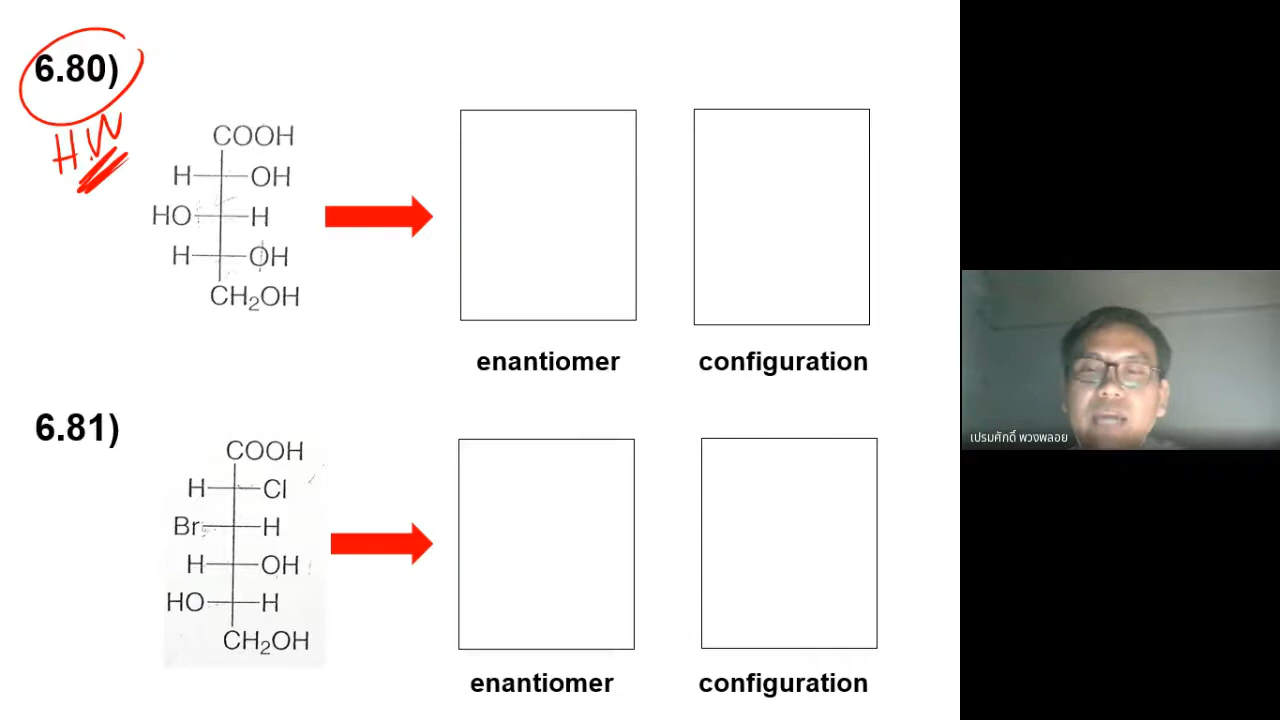 6.80)
H.W
COOH
H OH
HO H
H OH
CH₂OH
enantiomer configuration
6.81)
COOH
H Cl
Br H
H OH
HO H
CH₂OH
enantiomer configuration
เปรมศักดิ์ พวงพลอย